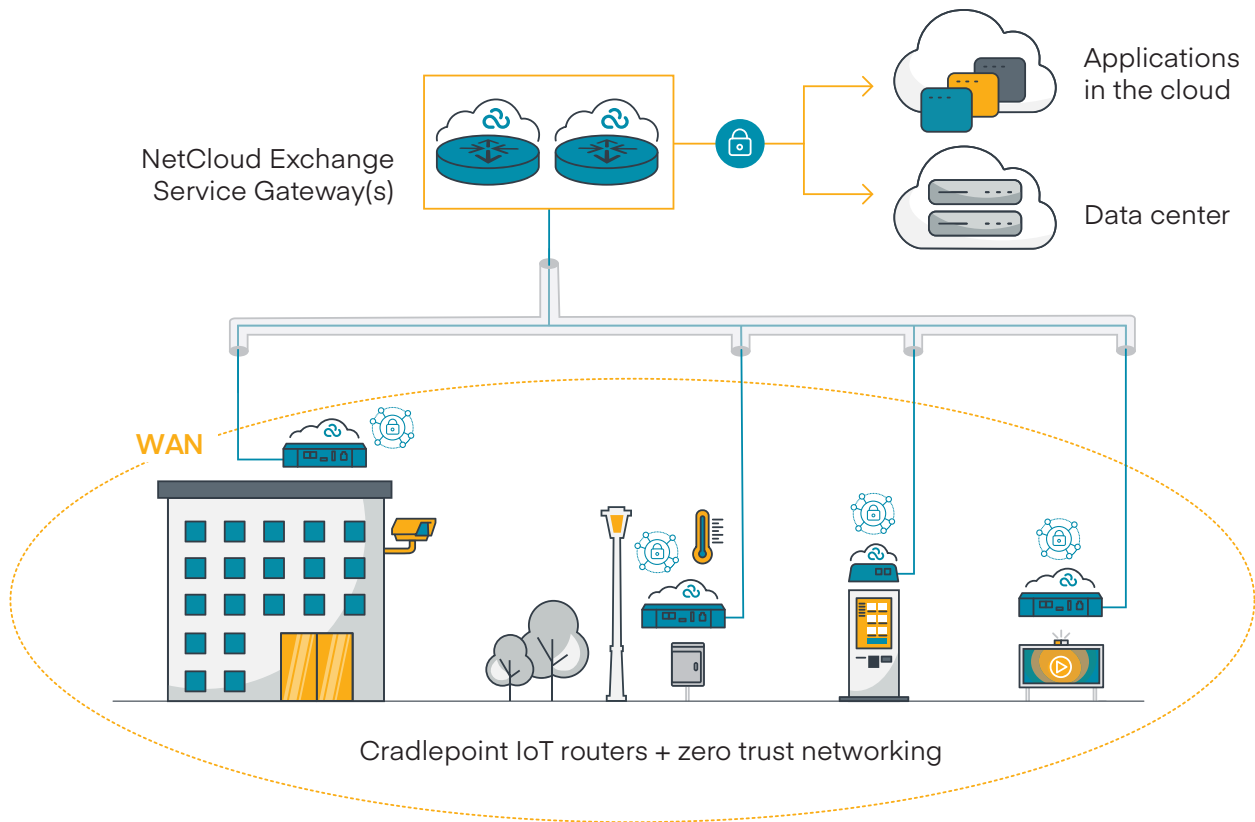 Applications
in the cloud
NetCloud Exchange
Service Gateway(s)
Data center
WAN
Cradlepoint IoT routers + zero trust networking